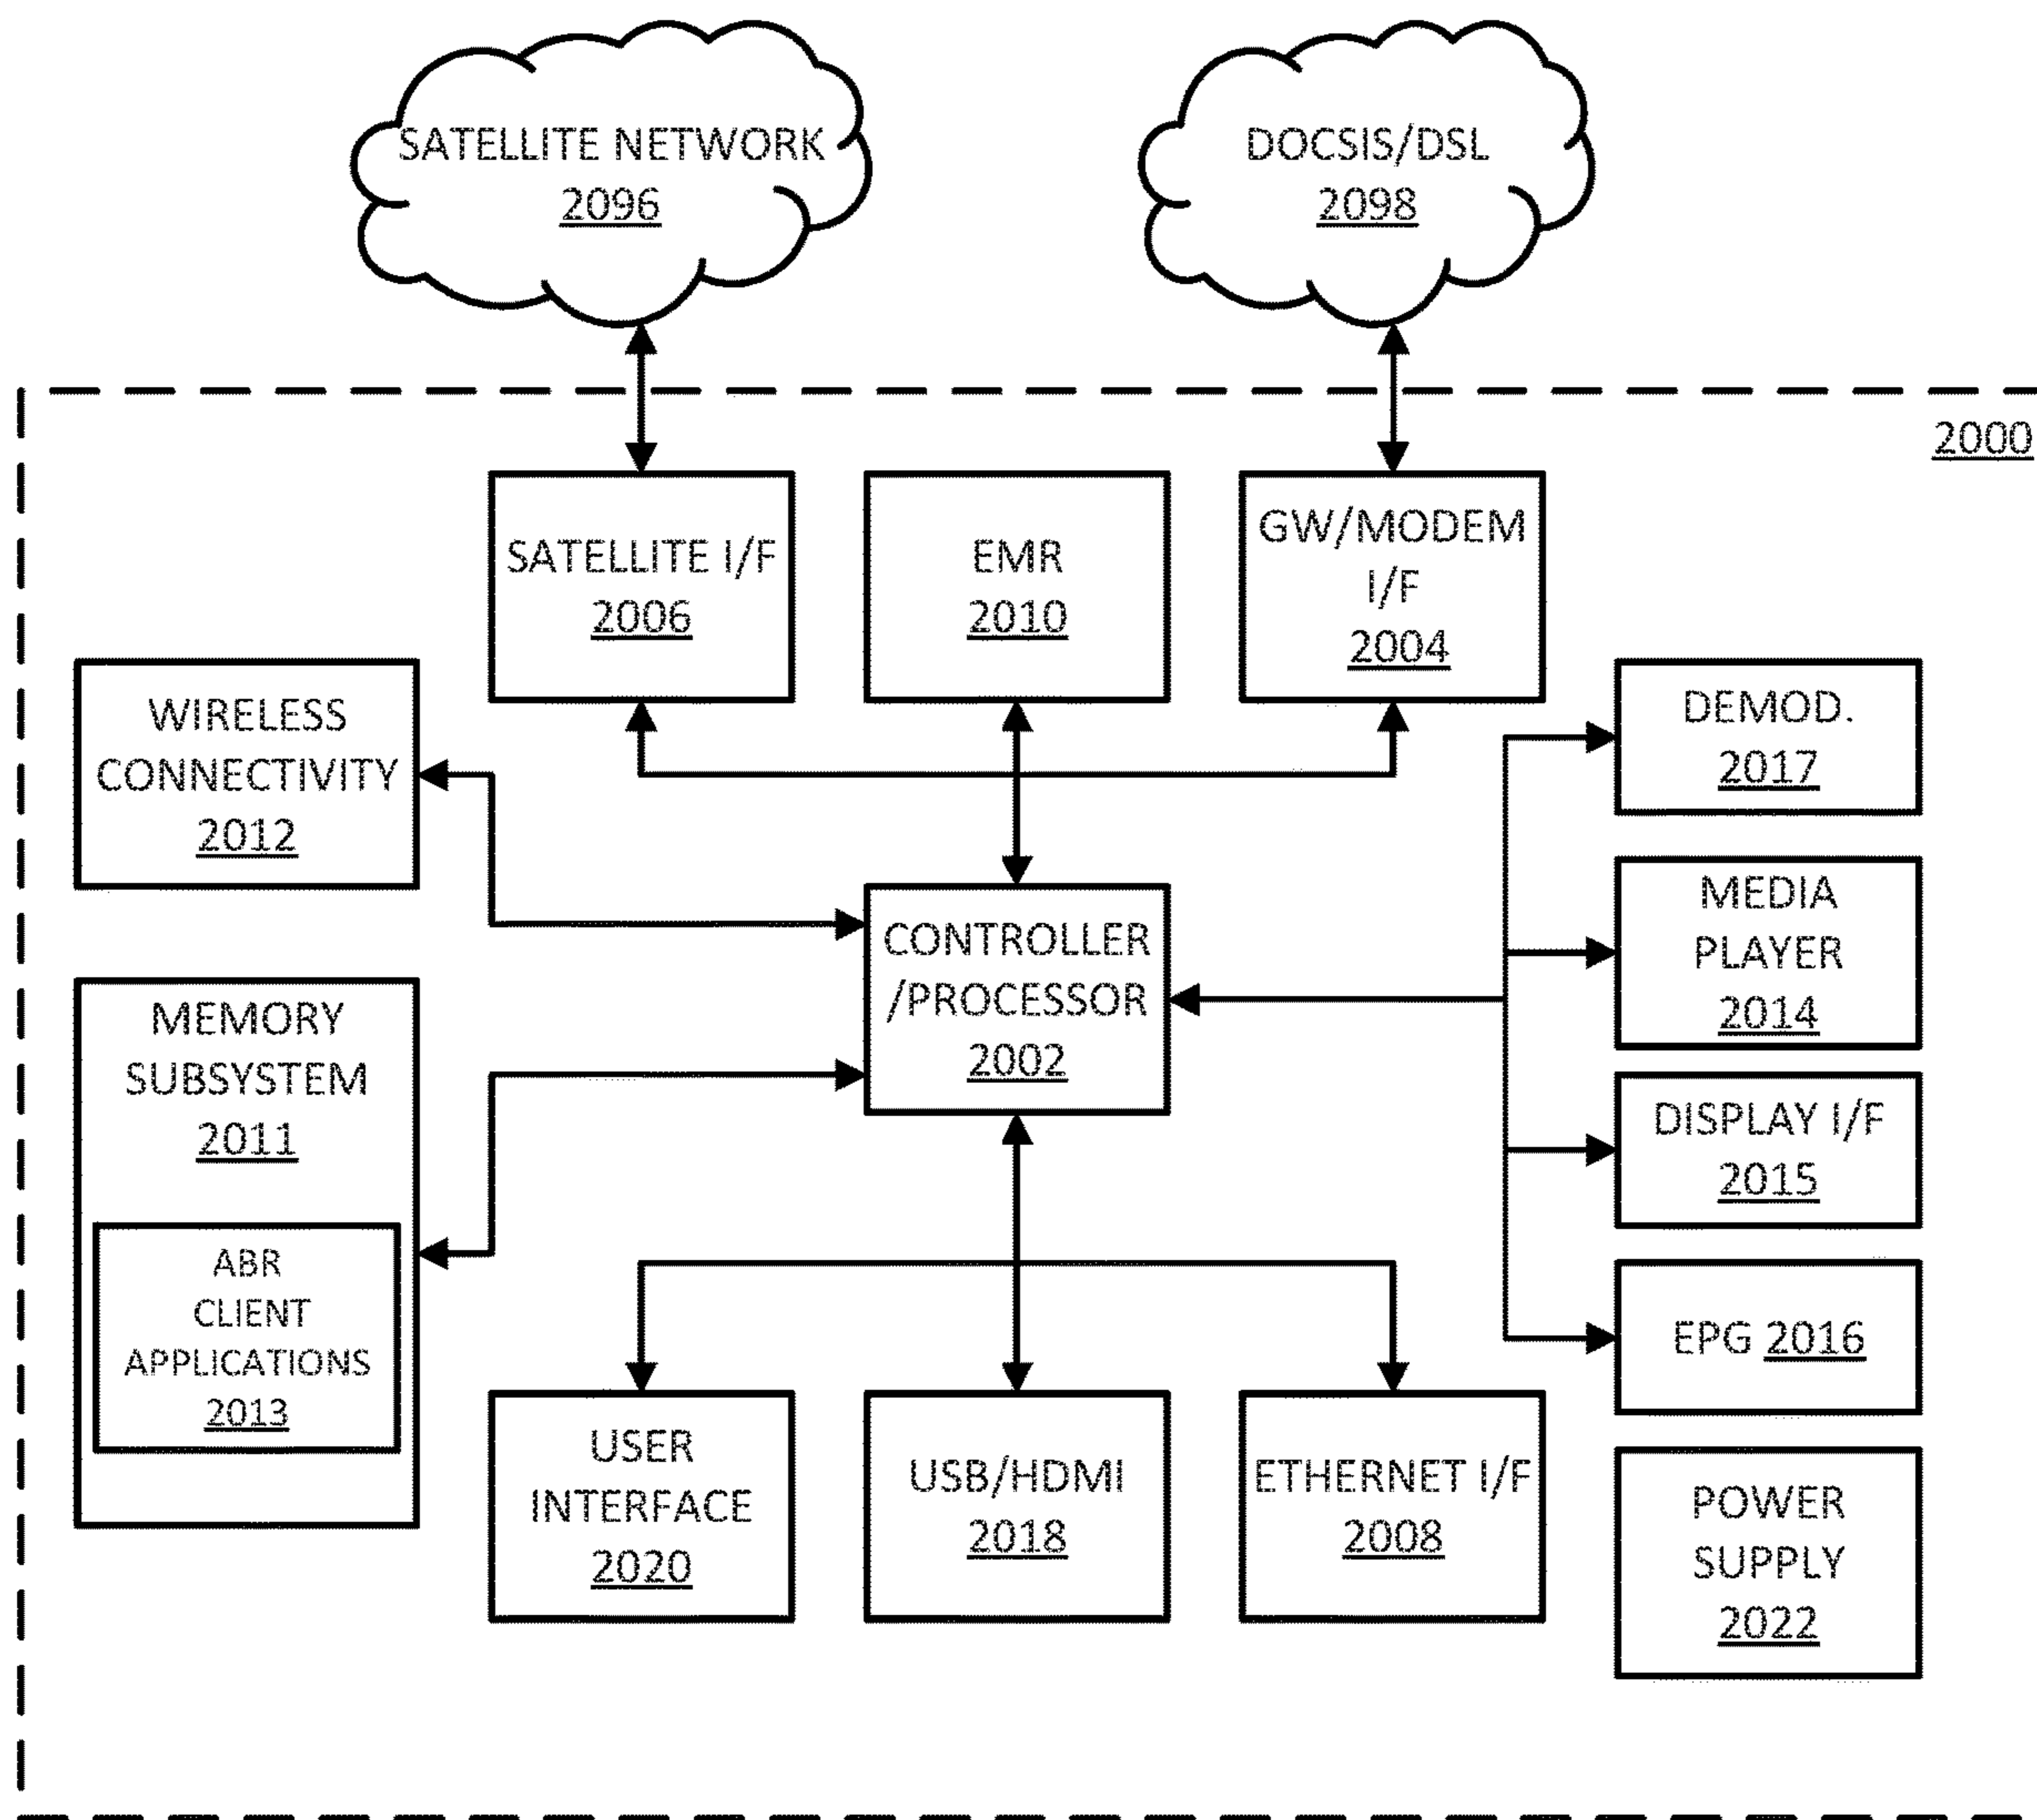 SATELLITE NETWORK
2096
DOCSIS/DSL
2098
2000
SATELLITE I/F
2006
EMR
2010
GW/MODEM
I/F
2004
WIRELESS
CONNECTIVITY
2012
DEMOD.
2017
MEDIA
PLAYER
2014
CONTROLLER
/PROCESSOR
2002
MEMORY
SUBSYSTEM
2011
ABR
CLIENT
APPLICATIONS
2013
DISPLAY I/F
2015
EPG 2016
USER
INTERFACE
2020
USB/HDMI
2018
ETHERNET I/F
2008
POWER
SUPPLY
2022